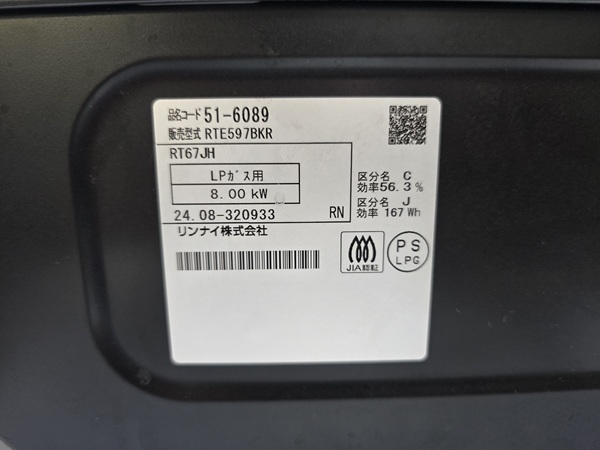 品名コード 51-6089
販売型式 RTE597BKR
RT67JH
LPガス用
8.00 kW
区分名 C
効率56.3 %
区分名 J
効率 167 Wh
24.08-320933 RN
リンナイ株式会社
JIA認証
PS
LPG